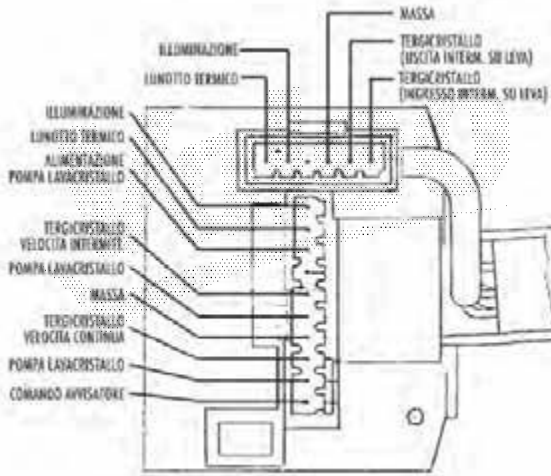 MASSA
ILLUMINAZIONE
TERGICRISTALLO
(USCITA INTERM. SU LEVA)
LUNOTTO TERMICO
TERGICRISTALLO
(INGRESSO INTERM. SU LEVA)
ILLUMINAZIONE
LUNOTTO TERMICO
ALIMENTAZIONE
POMPA LAVACRISTALLO
TERGICRISTALLO
VELOCITA INTERMITE
POMPA LAVACRISTALLO
MASSA
TERGICRISTALLO
VELOCITA CONTINUA
POMPA LAVACRISTALLO
COMANDO AVVISATORE